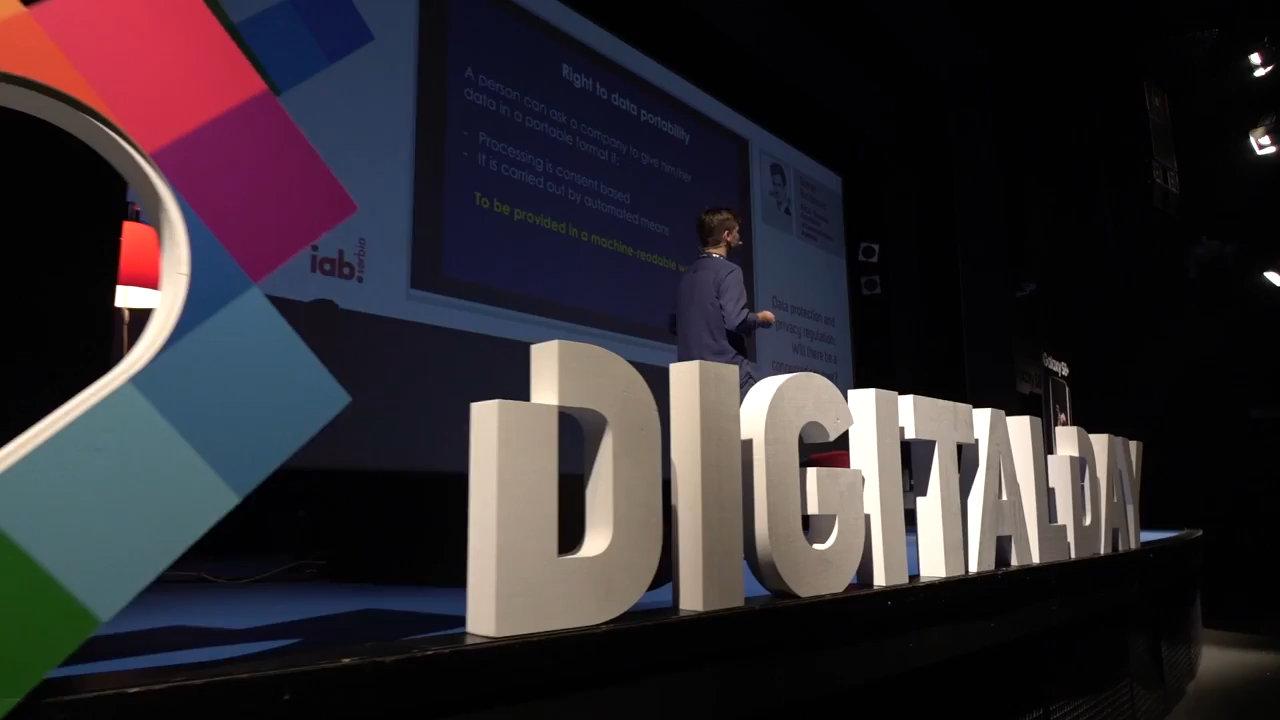 Right to data portability
A person can ask a company to give him/her
data in a portable format if:
- Processing is consent based
- It is carried out by automated means
To be provided in a machine-readable
iab.
serbia
Data protection and
privacy regulation:
Will there be a
Galaxy S8+
DIGITAL DAY